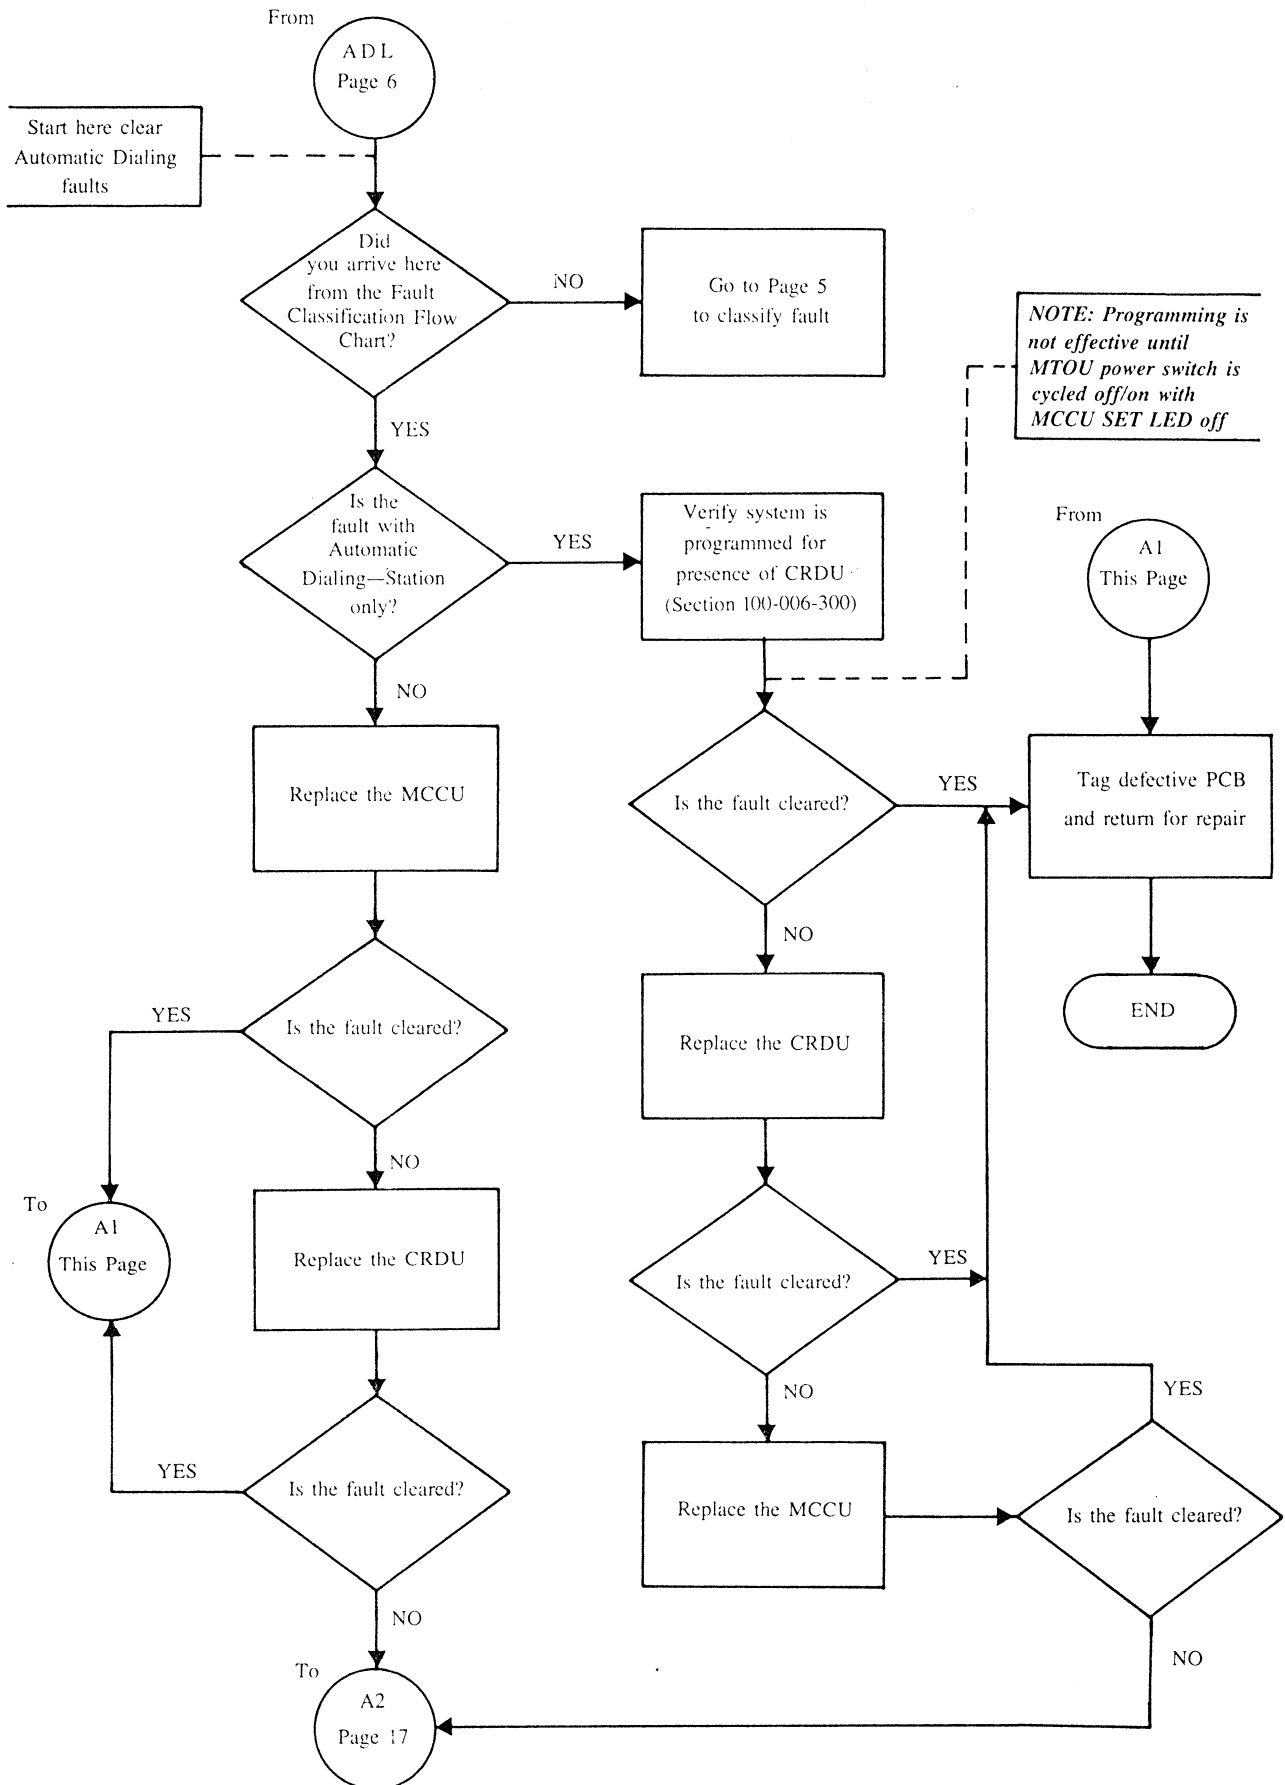 From
ADL
Page 6
Start here clear
Automatic Dialing
faults
Did
you arrive here
from the Fault
Classification Flow
Chart?
NO
Go to Page 5
to classify fault
NOTE: Programming is
not effective until
MTOU power switch is
cycled off/on with
MCCU SET LED off
YES
Is the
fault with
Automatic
Dialing—Station
only?
YES
Verify system is
programmed for
presence of CRDU
(Section 100-006-300)
From
A1
This Page
NO
Replace the MCCU
Is the fault cleared?
YES
Tag defective PCB
and return for repair
NO
END
YES
Is the fault cleared?
Replace the CRDU
NO
To
A1
This Page
Replace the CRDU
Is the fault cleared?
YES
NO
YES
YES
Is the fault cleared?
Replace the MCCU
Is the fault cleared?
NO
NO
To
A2
Page 17